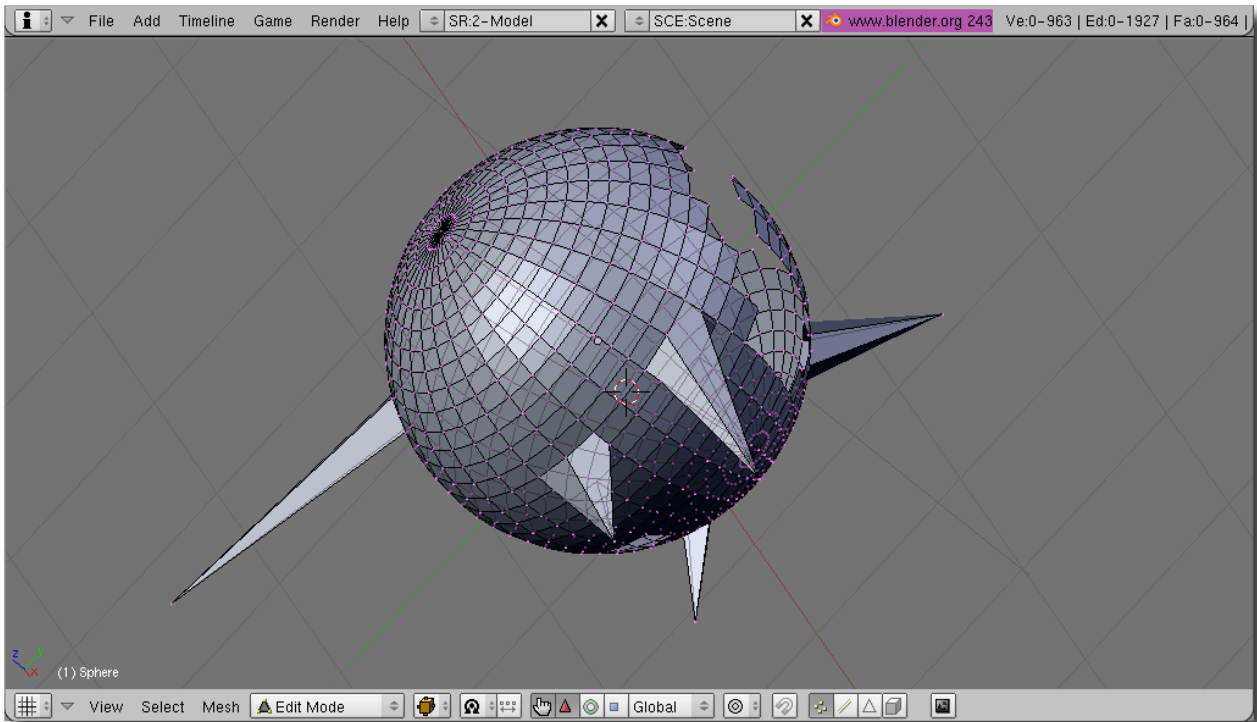 File Add Timeline Game Render Help SR:2-Model SCE:Scene www.blender.org 243 Ve:0-963 | Ed:0-1927 | Fa:0-964 |
z y
x (1) Sphere
View Select Mesh Edit Mode Global